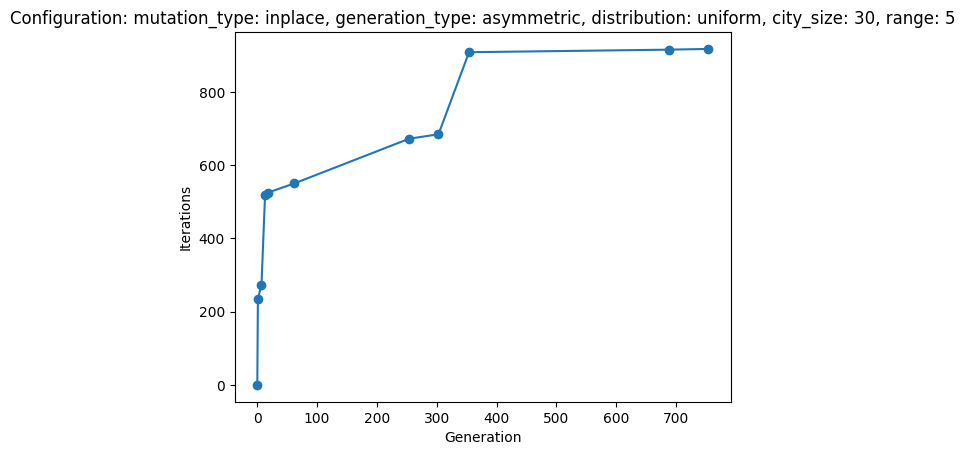 Configuration: mutation_type: inplace, generation_type: asymmetric, distribution: uniform, city_size: 30, range: 5
800
600
400
200
0
Iterations
0 100 200 300 400 500 600 700
Generation